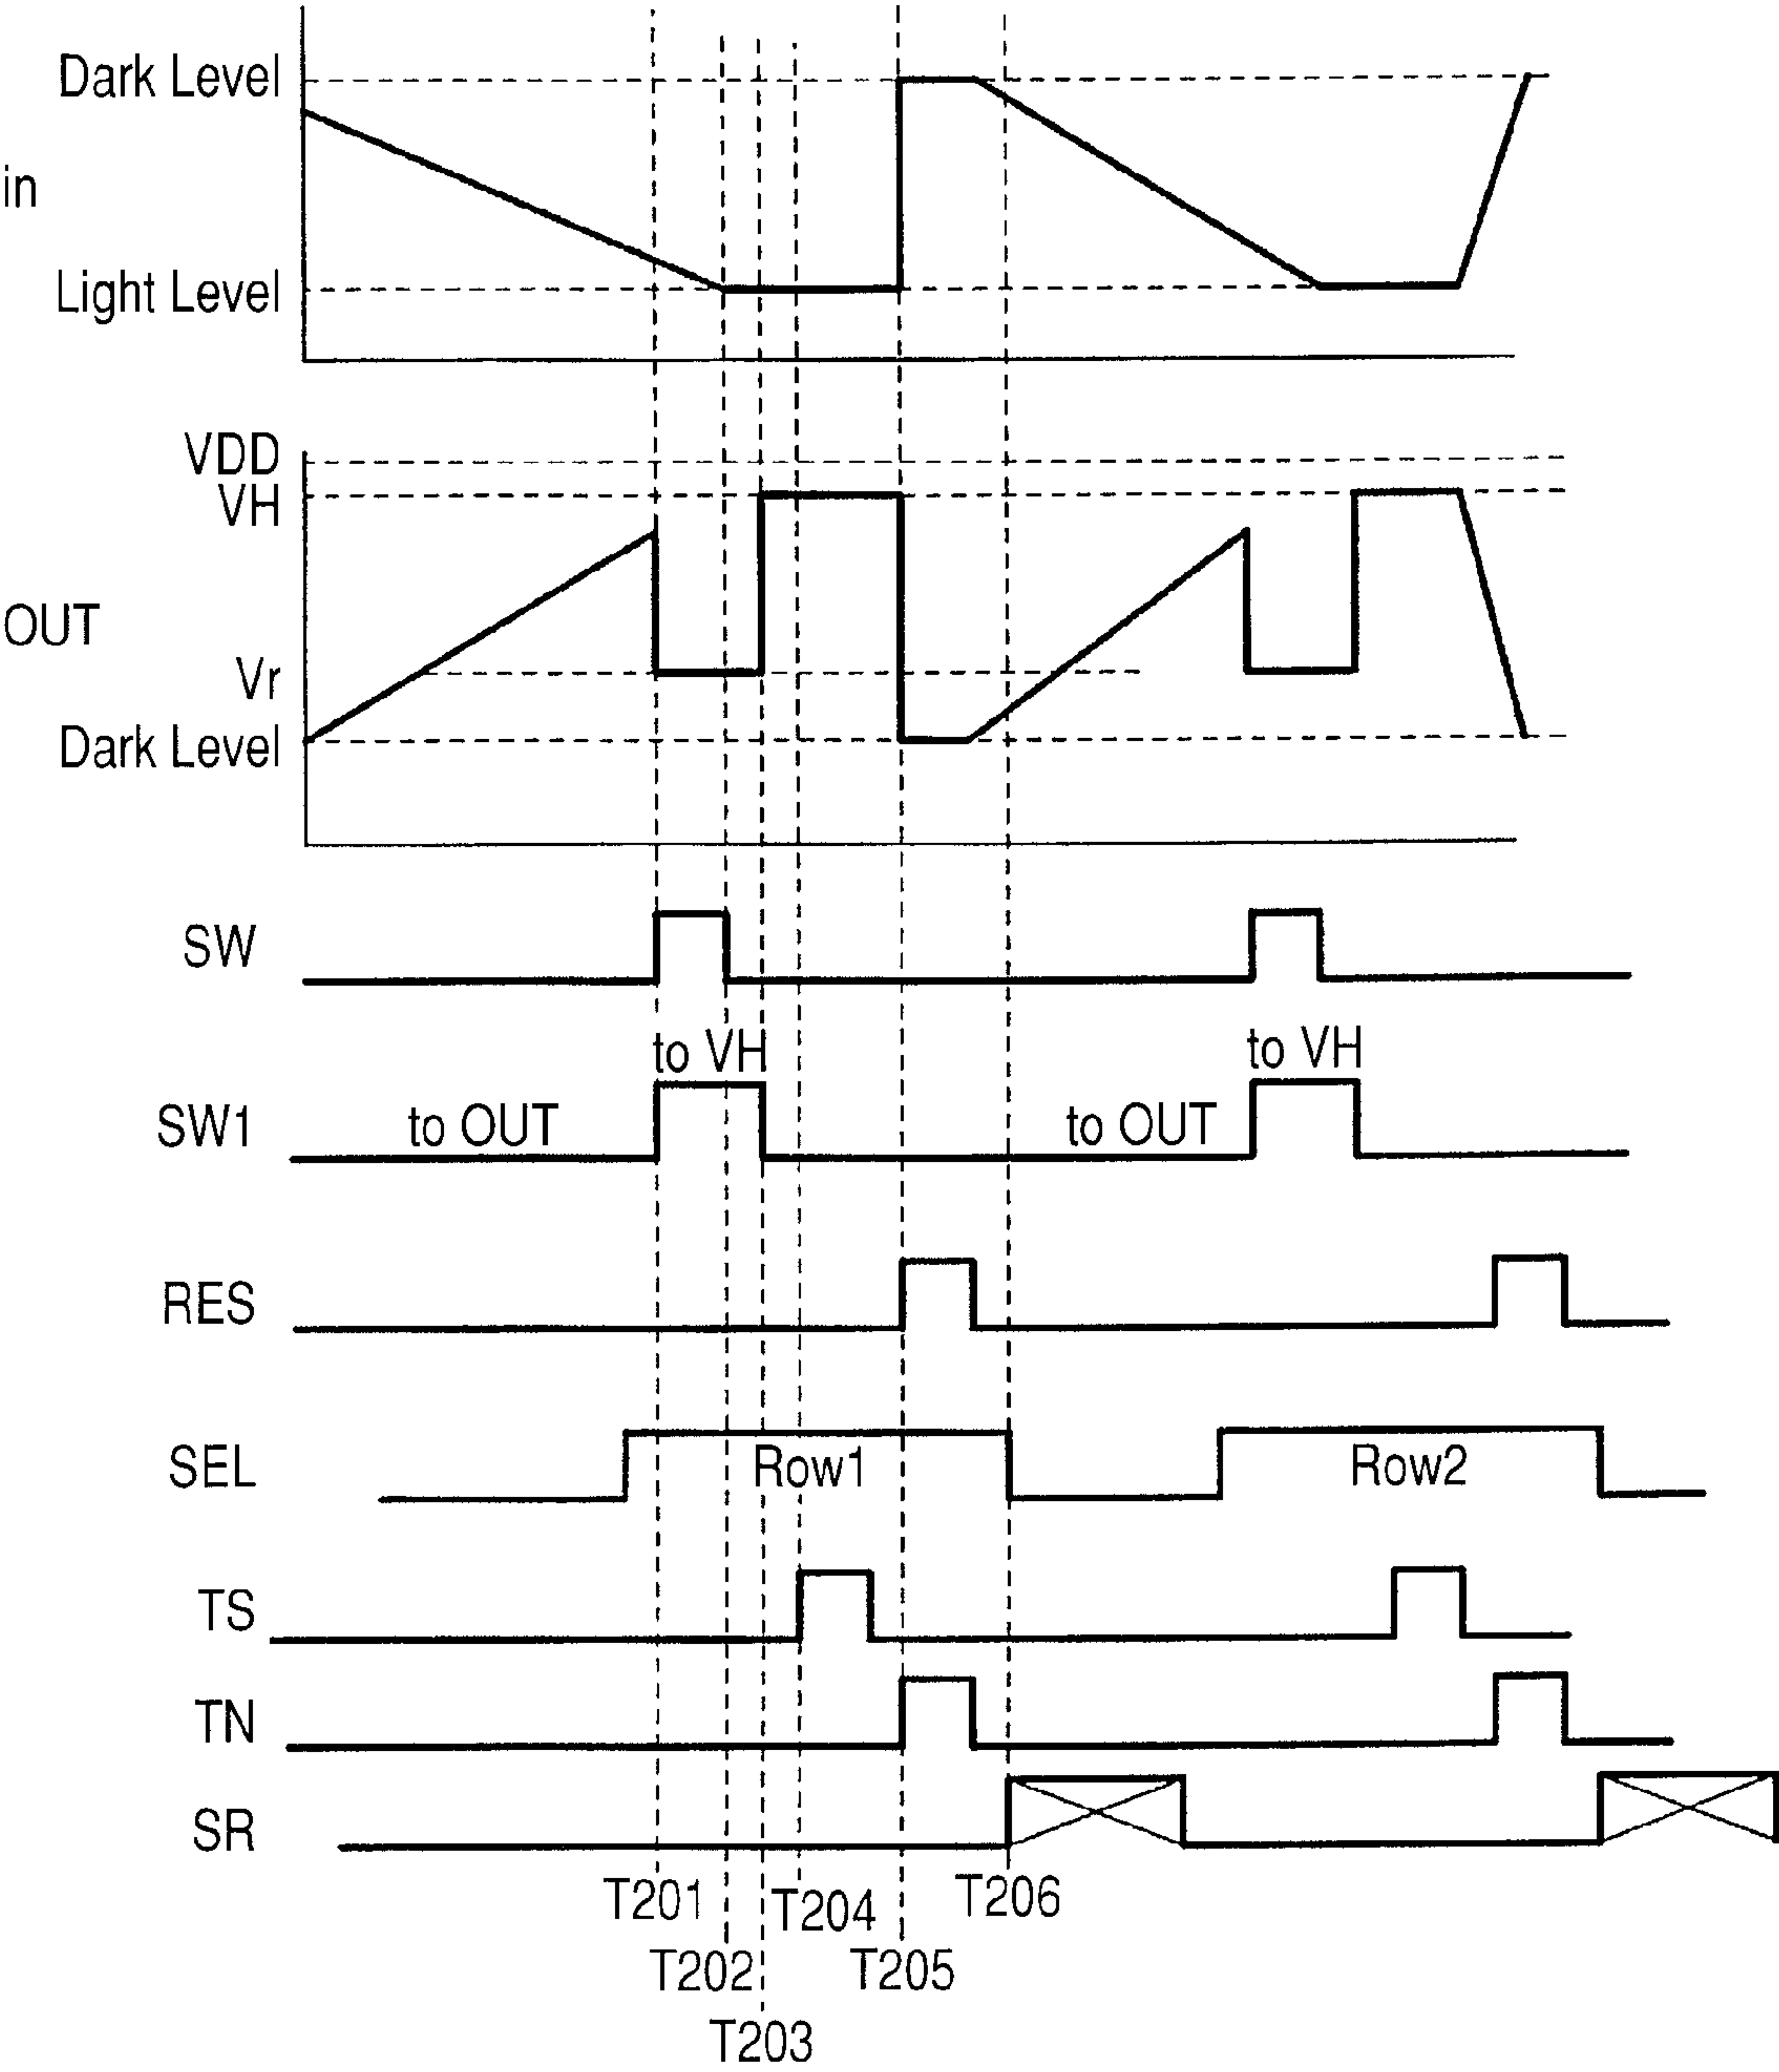 Dark Level
in
Light Level
VDD
VH
OUT
Vr
Dark Level
SW
to VH
to VH
SW1
to OUT
to OUT
RES
SEL
Row1
Row2
TS
TN
SR
T201
T204
T206
T202
T205
T203